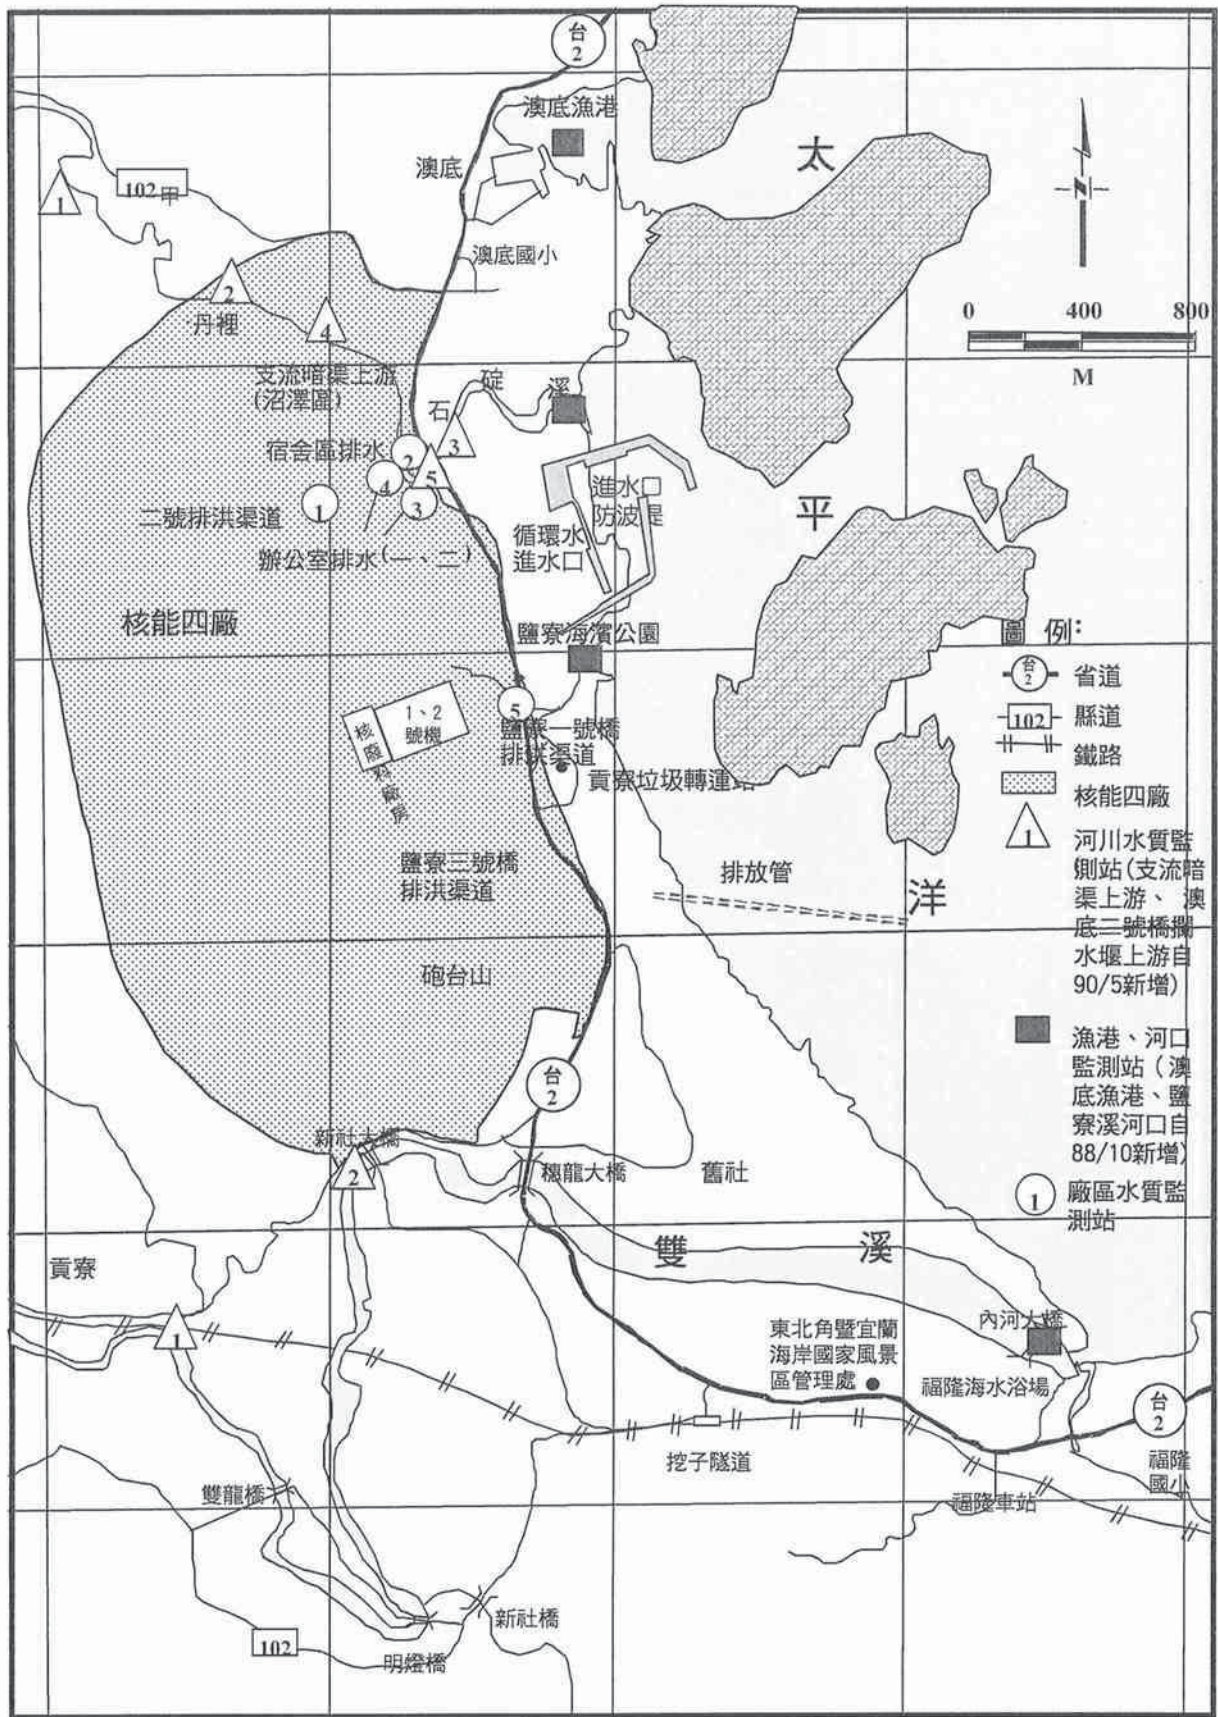 台
2
澳底漁港
太
澳底
102甲
1
N
澳底國小
2
丹裡
4
0 400 800
M
支流暗渠上游
(沼澤區)
石
碇
溪
3
宿舍區排水
2
5
4
3
1
二號排洪渠道
辦公室排水(一、二)
進水口
防波堤
循環水
進水口
平
核能四廠
鹽寮海濱公園
圖 例:
台
2
省道
102
縣道
鐵路
核能四廠
1
河川水質監
測站(支流暗
渠上游、澳
底二號橋攔
水堰上游自
90/5新增)
漁港、河口
監測站(澳
底漁港、鹽
寮溪河口自
88/10新增)
1
廠區水質監
測站
5
1、2
號機
核廢料廠房
鹽寮一號橋
排洪渠道
貢寮垃圾轉運站
鹽寮三號橋
排洪渠道
排放管
洋
砲台山
台
2
新社大橋
2
穗龍大橋
舊社
雙
溪
貢寮
1
內河大橋
東北角暨宜蘭
海岸國家風景
區管理處
福隆海水浴場
台
2
挖子隧道
福隆
國小
雙龍橋
福隆車站
新社橋
102
明燈橋